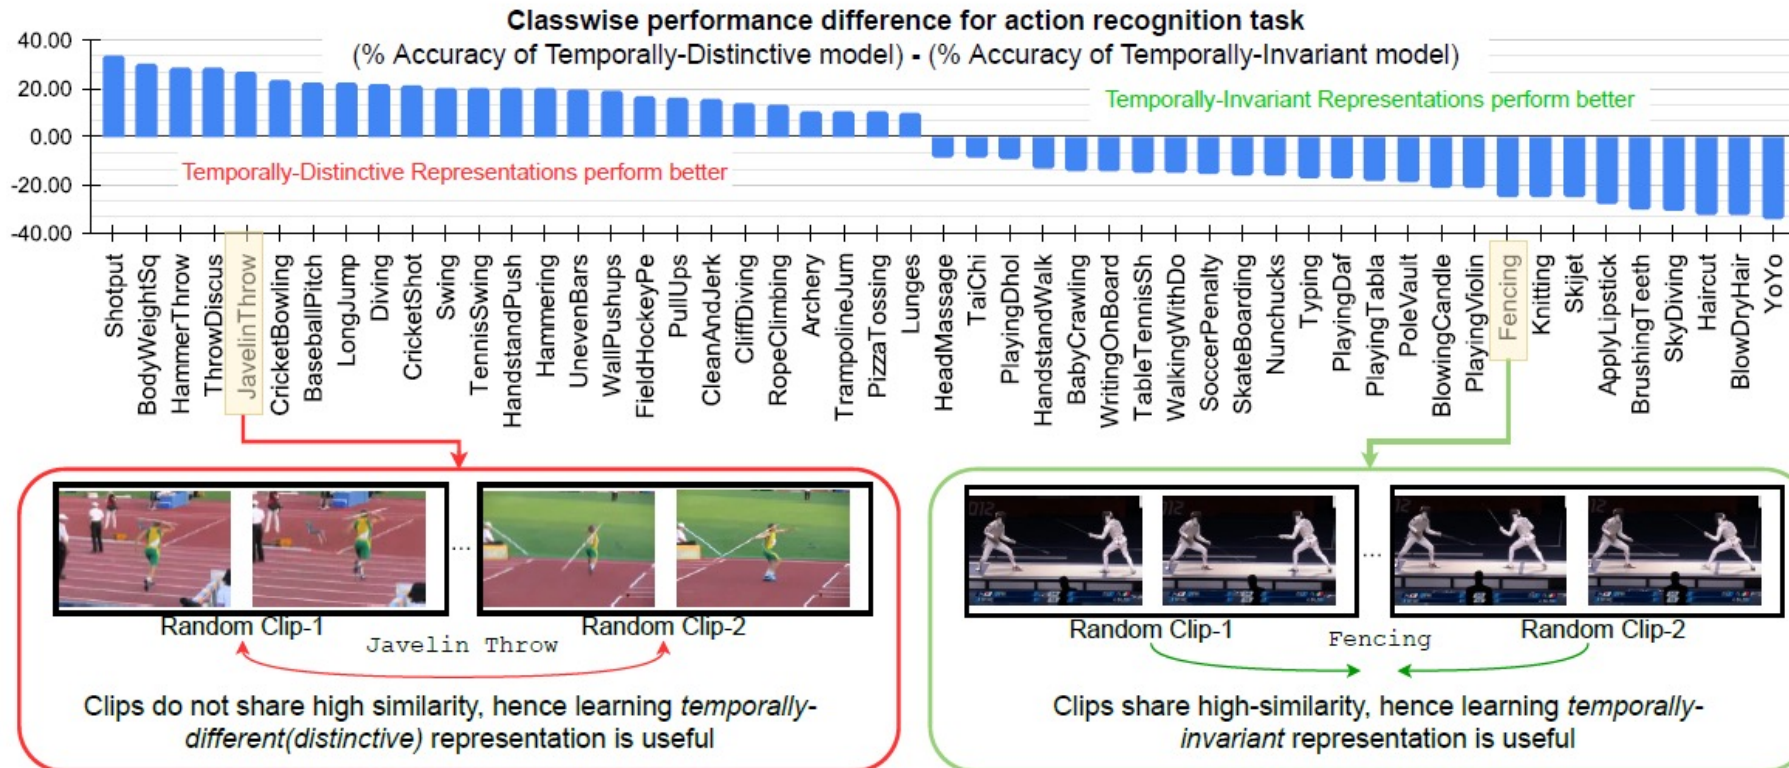 Classwise performance difference for action recognition task
(% Accuracy of Temporally-Distinctive model) - (% Accuracy of Temporally-Invariant model)
40.00
20.00
0.00
-20.00
-40.00
Temporally-Invariant Representations perform better
Temporally-Distinctive Representations perform better
Shotput
BodyWeightSq
HammerThrow
ThrowDiscus
JavelinThrow
CricketBowling
BaseballPitch
LongJump
Diving
CricketShot
Swing
TennisSwing
HandstandPush
Hammering
UnevenBars
WallPushups
FieldHockeyPe
PullUps
CleanAndJerk
CliffDiving
RopeClimbing
Archery
TrampolineJum
PizzaTossing
Lunges
HeadMassage
TaiChi
PlayingDhol
HandstandWalk
BabyCrawling
WritingOnBoard
TableTennisSh
WalkingWithDo
SoccerPenalty
SkateBoarding
Nunchucks
Typing
PlayingDaf
PlayingTabla
PoleVault
BlowingCandle
PlayingViolin
Fencing
Knitting
Skijet
ApplyLipstick
BrushingTeeth
SkyDiving
Haircut
BlowDryHair
YoYo
...
Random Clip-1
Random Clip-2
Javelin Throw
Clips do not share high similarity, hence learning temporally-
different(distinctive) representation is useful
...
Random Clip-1
Random Clip-2
Fencing
Clips share high-similarity, hence learning temporally-
invariant representation is useful